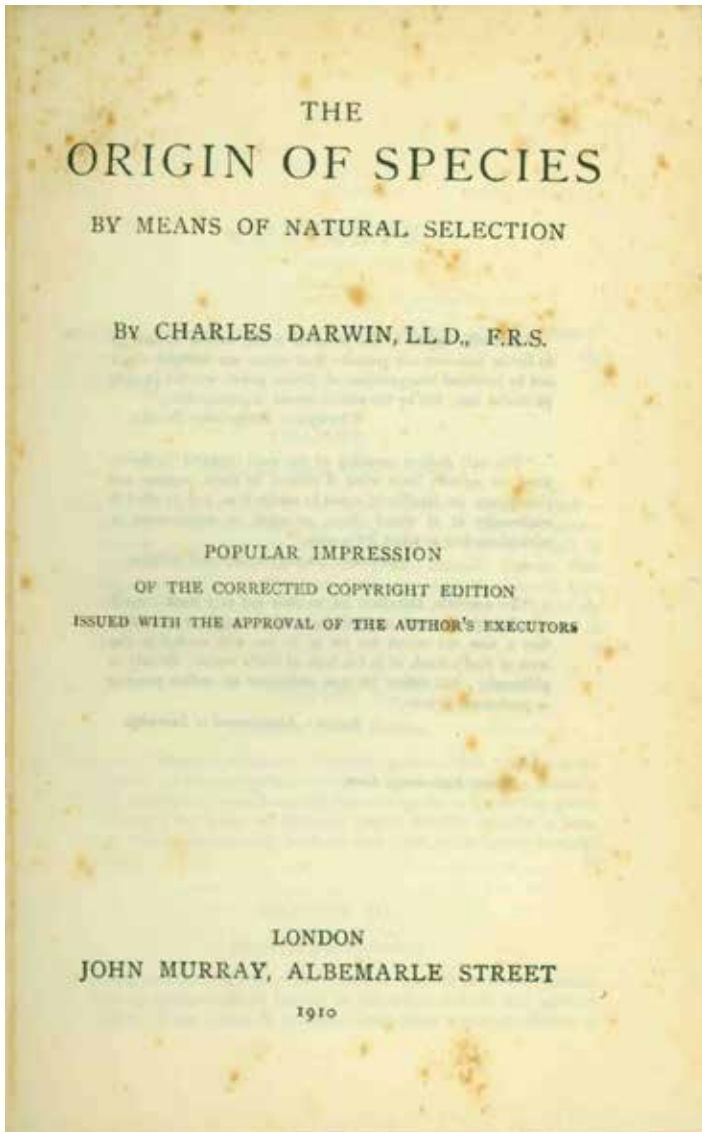 THE
ORIGIN OF SPECIES
BY MEANS OF NATURAL SELECTION
BY CHARLES DARWIN, LL D., F.R.S.
POPULAR IMPRESSION
OF THE CORRECTED COPYRIGHT EDITION
ISSUED WITH THE APPROVAL OF THE AUTHOR'S EXECUTORS
LONDON
JOHN MURRAY, ALBEMARLE STREET
1910